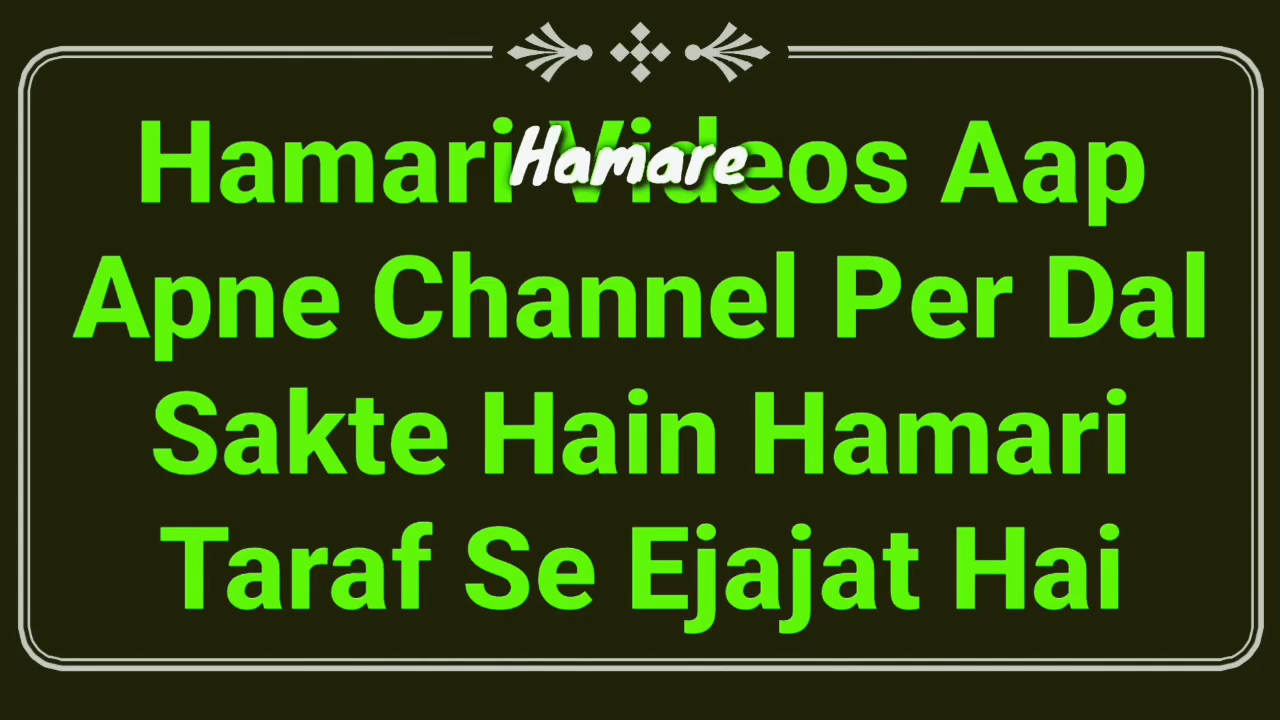 Hamari Videos Aap
Hamare
Apne Channel Per Dal
Sakte Hain Hamari
Taraf Se Ejajat Hai